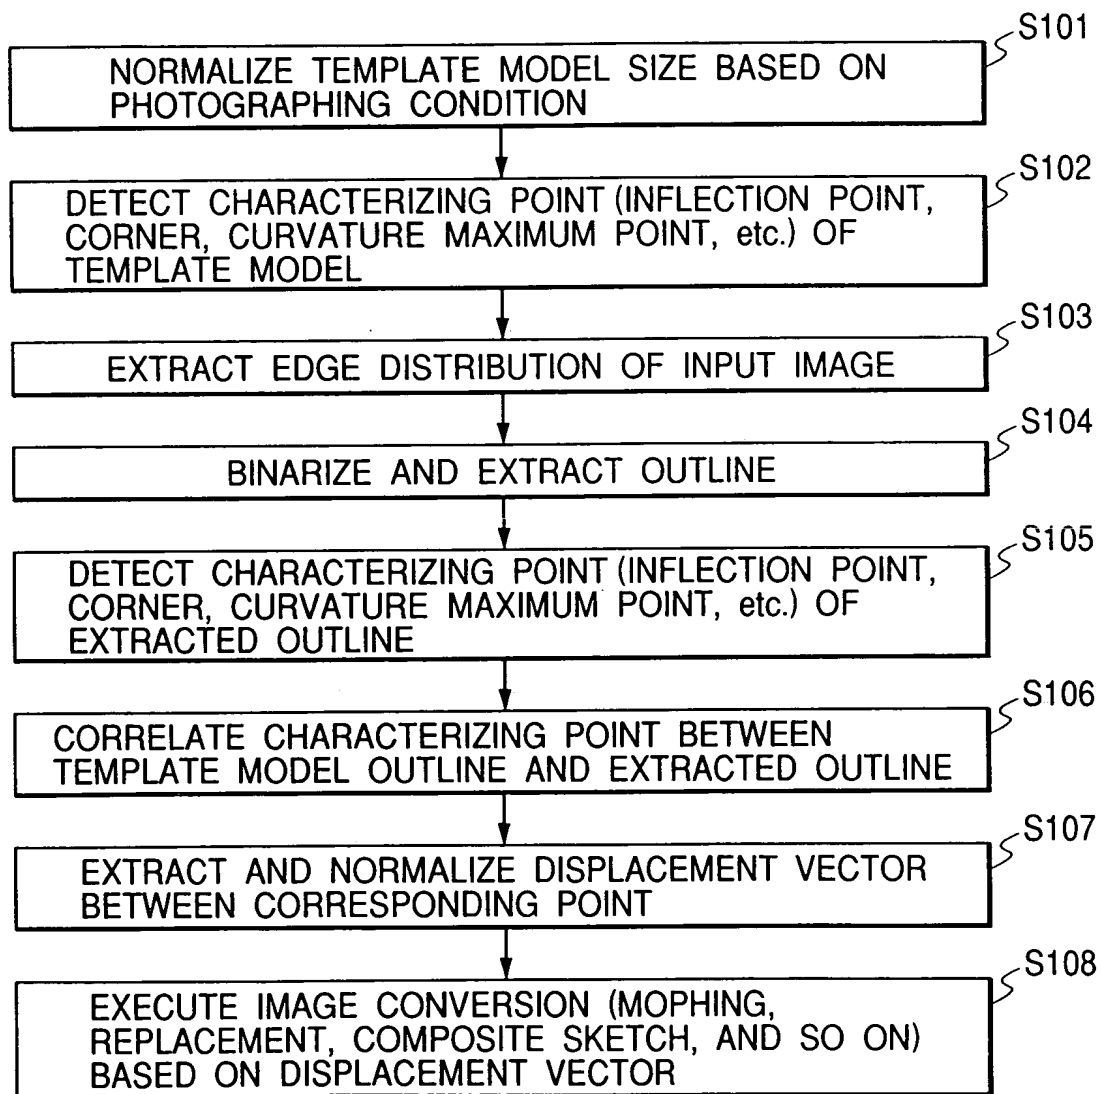 S101
NORMALIZE TEMPLATE MODEL SIZE BASED ON
PHOTOGRAPHING CONDITION
S102
DETECT CHARACTERIZING POINT (INFLECTION POINT,
CORNER, CURVATURE MAXIMUM POINT, etc.) OF
TEMPLATE MODEL
S103
EXTRACT EDGE DISTRIBUTION OF INPUT IMAGE
S104
BINARIZE AND EXTRACT OUTLINE
S105
DETECT CHARACTERIZING POINT (INFLECTION POINT,
CORNER, CURVATURE MAXIMUM POINT, etc.) OF
EXTRACTED OUTLINE
S106
CORRELATE CHARACTERIZING POINT BETWEEN
TEMPLATE MODEL OUTLINE AND EXTRACTED OUTLINE
S107
EXTRACT AND NORMALIZE DISPLACEMENT VECTOR
BETWEEN CORRESPONDING POINT
S108
EXECUTE IMAGE CONVERSION (MOPHING,
REPLACEMENT, COMPOSITE SKETCH, AND SO ON)
BASED ON DISPLACEMENT VECTOR